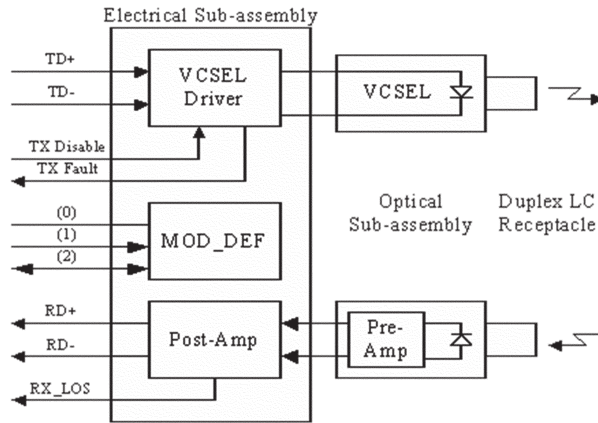 Electrical Sub-assembly
TD+
TD-
TX Disable
TX Fault
VCSEL
Driver
VCSEL
(0)
(1)
(2)
MOD_DEF
Optical
Sub-assembly
Duplex LC
Receptacle
RD+
RD-
RX_LOS
Post-Amp
Pre-
Amp